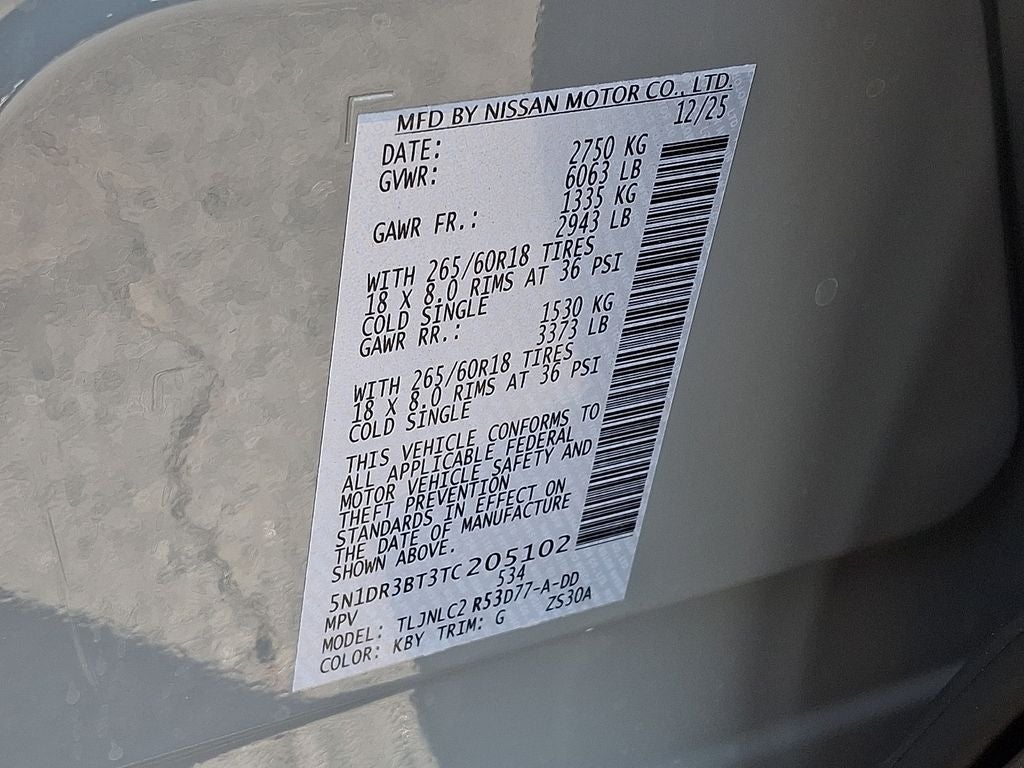 MFD BY NISSAN MOTOR CO., LTD.
DATE: 12/25
GVWR: 2750 KG
6063 LB
GAWR FR.: 1335 KG
2943 LB
WITH 265/60R18 TIRES
18 X 8.0 RIMS AT 36 PSI
COLD SINGLE
GAWR RR.: 1530 KG
3373 LB
WITH 265/60R18 TIRES
18 X 8.0 RIMS AT 36 PSI
COLD SINGLE
THIS VEHICLE CONFORMS TO
ALL APPLICABLE FEDERAL
MOTOR VEHICLE SAFETY AND
THEFT PREVENTION
STANDARDS IN EFFECT ON
THE DATE OF MANUFACTURE
SHOWN ABOVE.
5N1DR3BT3TC205102
MPV 534
MODEL: TLJNLC2 R53D77-A-DD
COLOR: KBY TRIM: G ZS30A